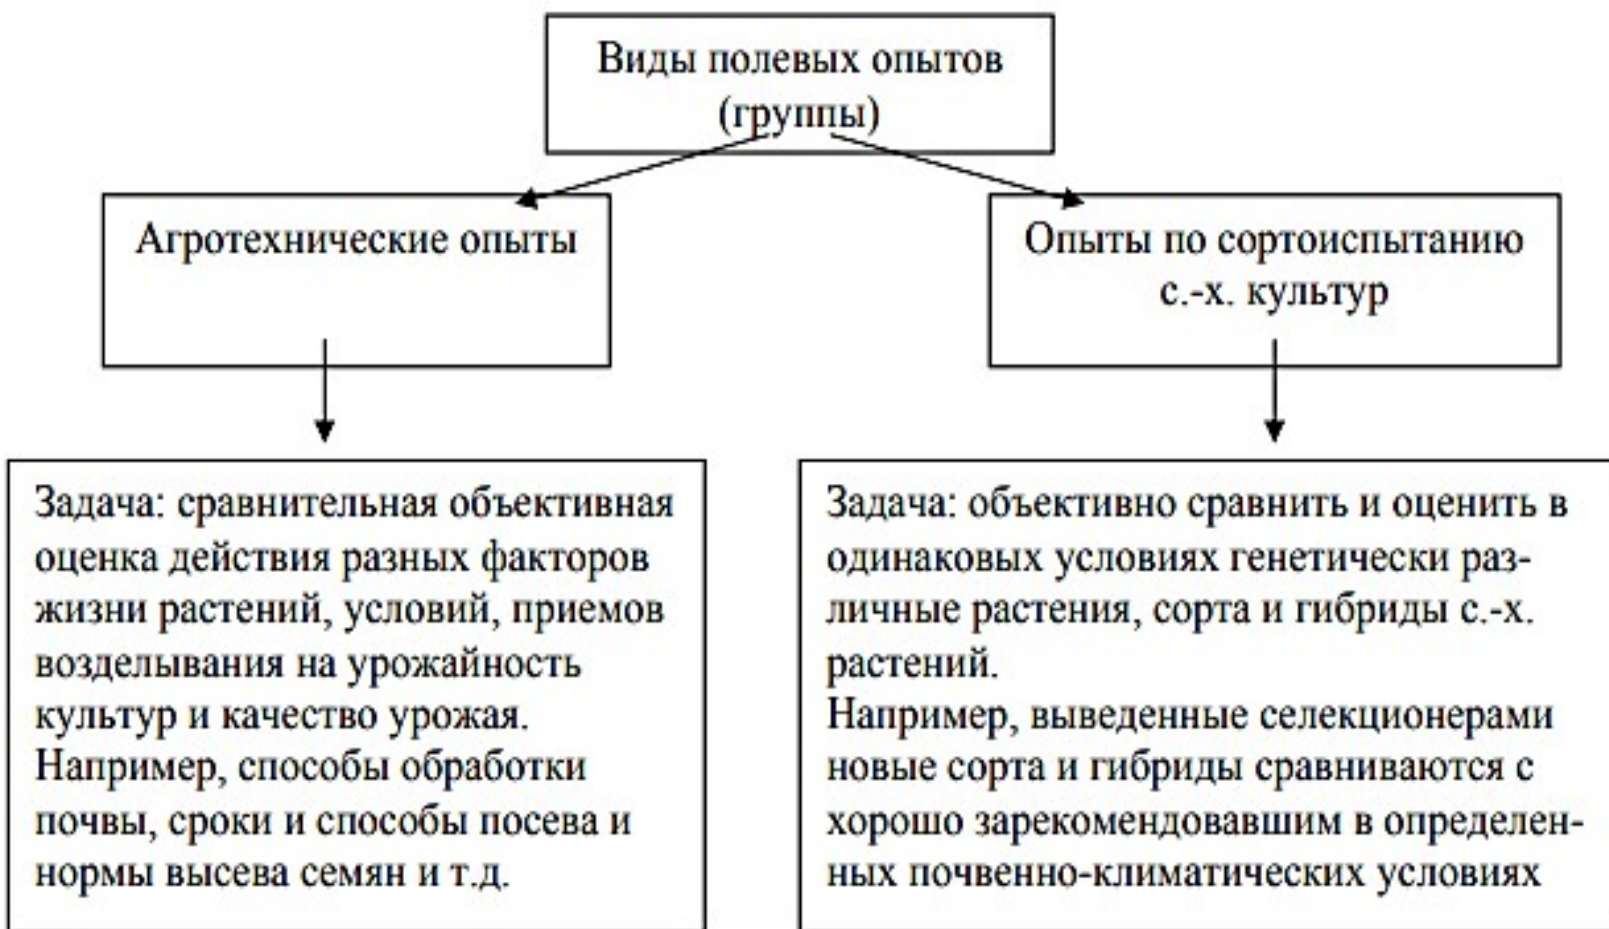 Виды полевых опытов
(группы)
Агротехнические опыты
Опыты по сортоиспытанию
с.-х. культур
Задача: сравнительная объективная
оценка действия разных факторов
жизни растений, условий, приемов
возделывания на урожайность
культур и качество урожая.
Например, способы обработки
почвы, сроки и способы посева и
нормы высева семян и т.д.
Задача: объективно сравнить и оценить в
одинаковых условиях генетически раз-
личные растения, сорта и гибриды с.-х.
растений.
Например, выведенные селекционерами
новые сорта и гибриды сравниваются с
хорошо зарекомендовавшим в определен-
ных почвенно-климатических условиях